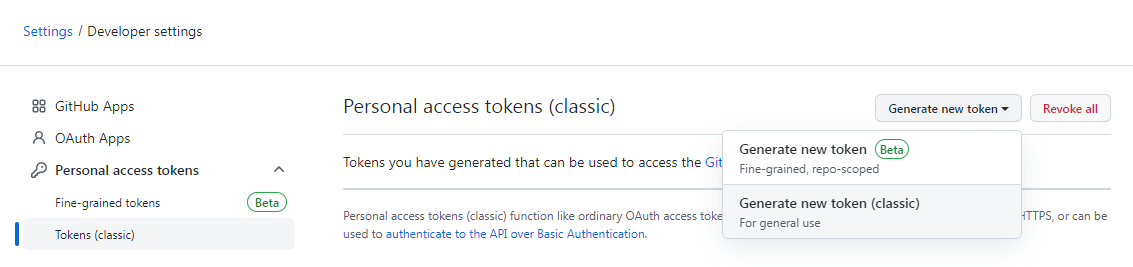 Settings / Developer settings
GitHub Apps
OAuth Apps
Personal access tokens
Fine-grained tokens Beta
Tokens (classic)
Personal access tokens (classic)
Generate new token
Revoke all
Generate new token Beta
Fine-grained, repo-scoped
Generate new token (classic)
For general use
Tokens you have generated that can be used to access the Git
Personal access tokens (classic) function like ordinary OAuth access toke HTTPS, or can be
used to authenticate to the API over Basic Authentication.